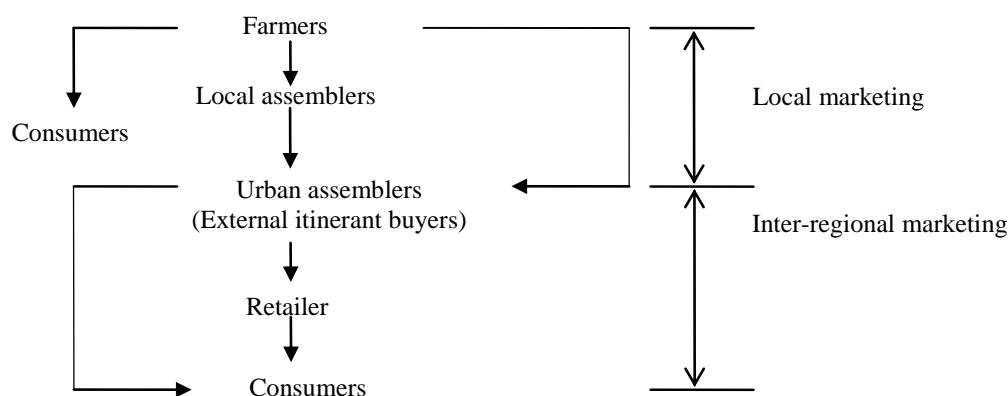 Farmers
Local assemblers
Local marketing
Consumers
Urban assemblers
(External itinerant buyers)
Inter-regional marketing
Retailer
Consumers